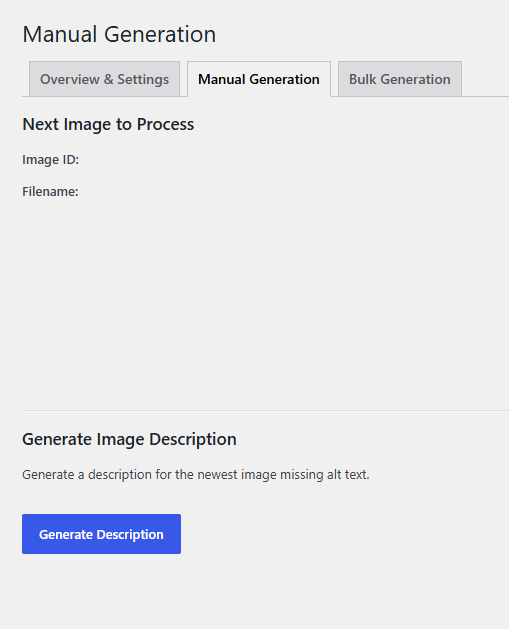 Manual Generation
Overview & Settings
Manual Generation
Bulk Generation
Next Image to Process
Image ID:
Filename:
Generate Image Description
Generate a description for the newest image missing alt text.
Generate Description